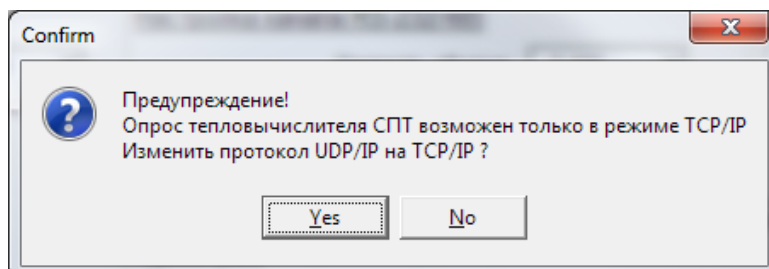 Confirm
Предупреждение!
Опрос тепловычислителя СПТ возможен только в режиме TCP/IP
Изменить протокол UDP/IP на TCP/IP ?
Yes
No